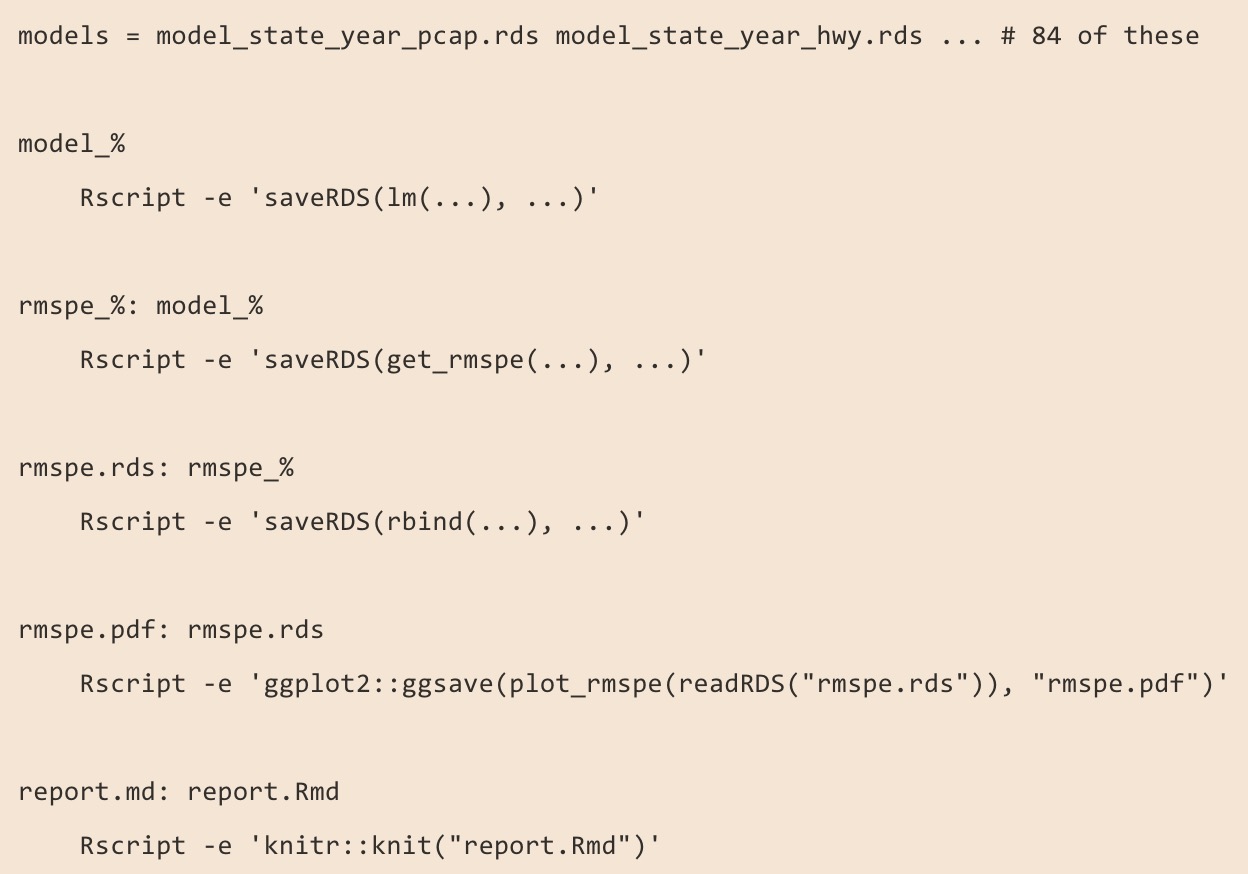 models = model_state_year_pcap.rds model_state_year_hwy.rds ... # 84 of these
model_%
    Rscript -e 'saveRDS(lm(...), ...)'
rmspe_%: model_%
    Rscript -e 'saveRDS(get_rmspe(...), ...)'
rmspe.rds: rmspe_%
    Rscript -e 'saveRDS(rbind(...), ...)'
rmspe.pdf: rmspe.rds
    Rscript -e 'ggplot2::ggsave(plot_rmspe(readRDS("rmspe.rds")), "rmspe.pdf")'
report.md: report.Rmd
    Rscript -e 'knitr::knit("report.Rmd")'